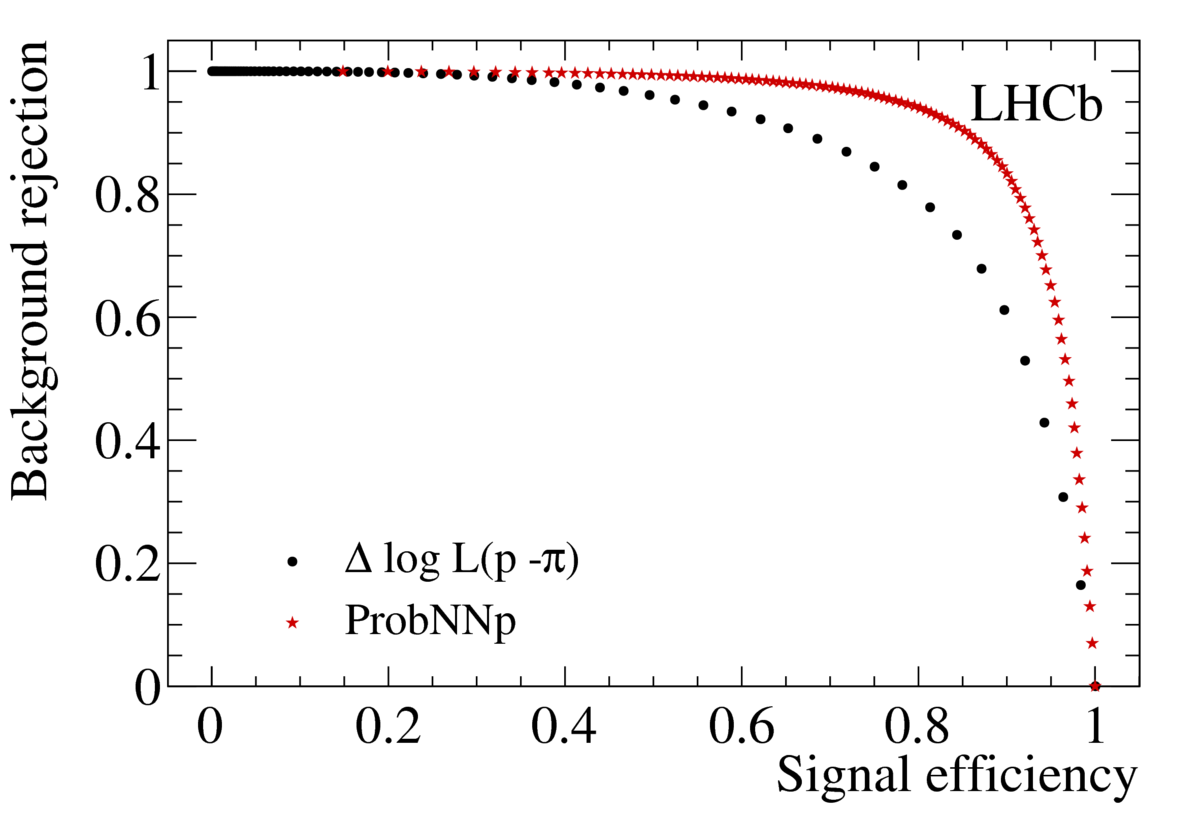 Background rejection
1
0.8
0.6
0.4
0.2
0
LHCb
Δ log L(p -π)
ProbNNp
0 0.2 0.4 0.6 0.8 1
Signal efficiency